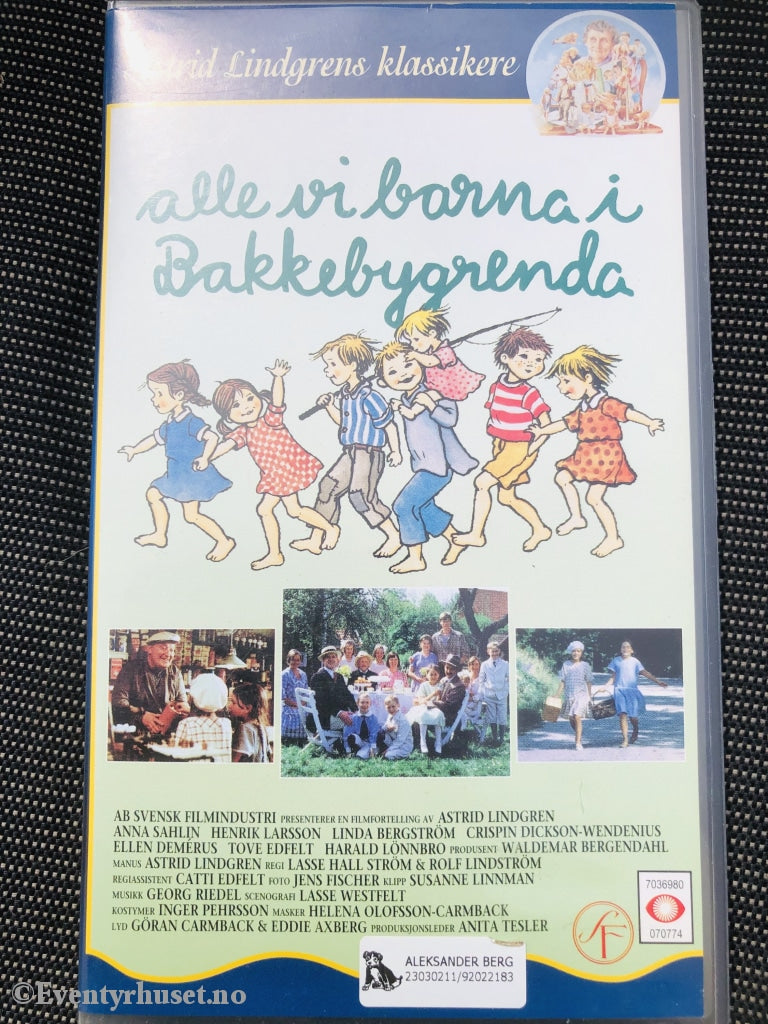 Astrid Lindgrens klassikere
alle vi barna i
Bakkebygrenda
AB SVENSK FILMINDUSTRI PRESENTERER EN FILMFORTELLING AV ASTRID LINDGREN
ANNA SAHLÍN HENRIK LARSSON LINDA BERGSTRÖM CRISPIN DICKSON-WENDENIUS
ELLEN DEMÉRUS TOVE EDFELT HARALD LÖNNBRO PRODUSENT WALDEMAR BERGENDAHL
MANUS ASTRID LINDGREN REGI LASSE HALL STRÖM & ROLF LINDSTRÖM
REGIASSISTENT CATTI EDFELT FOTO JENS FISCHER KLIPP SUSANNE LINNMAN
MUSIKK GEORG RIEDEL SCENOGRAFI LASSE WESTFELT
KOSTYMER INGER PEHRSSON MASKER HELENA OLOFSSON-CARMBACK
LYD GÖRAN CARMBACK & EDDIE AXBERG PRODUKSJONSLEDER ANITA TESLER
SF
7036980
070774
ALEKSANDER BERG
23030211/92022183
©Eventyrhuset.no